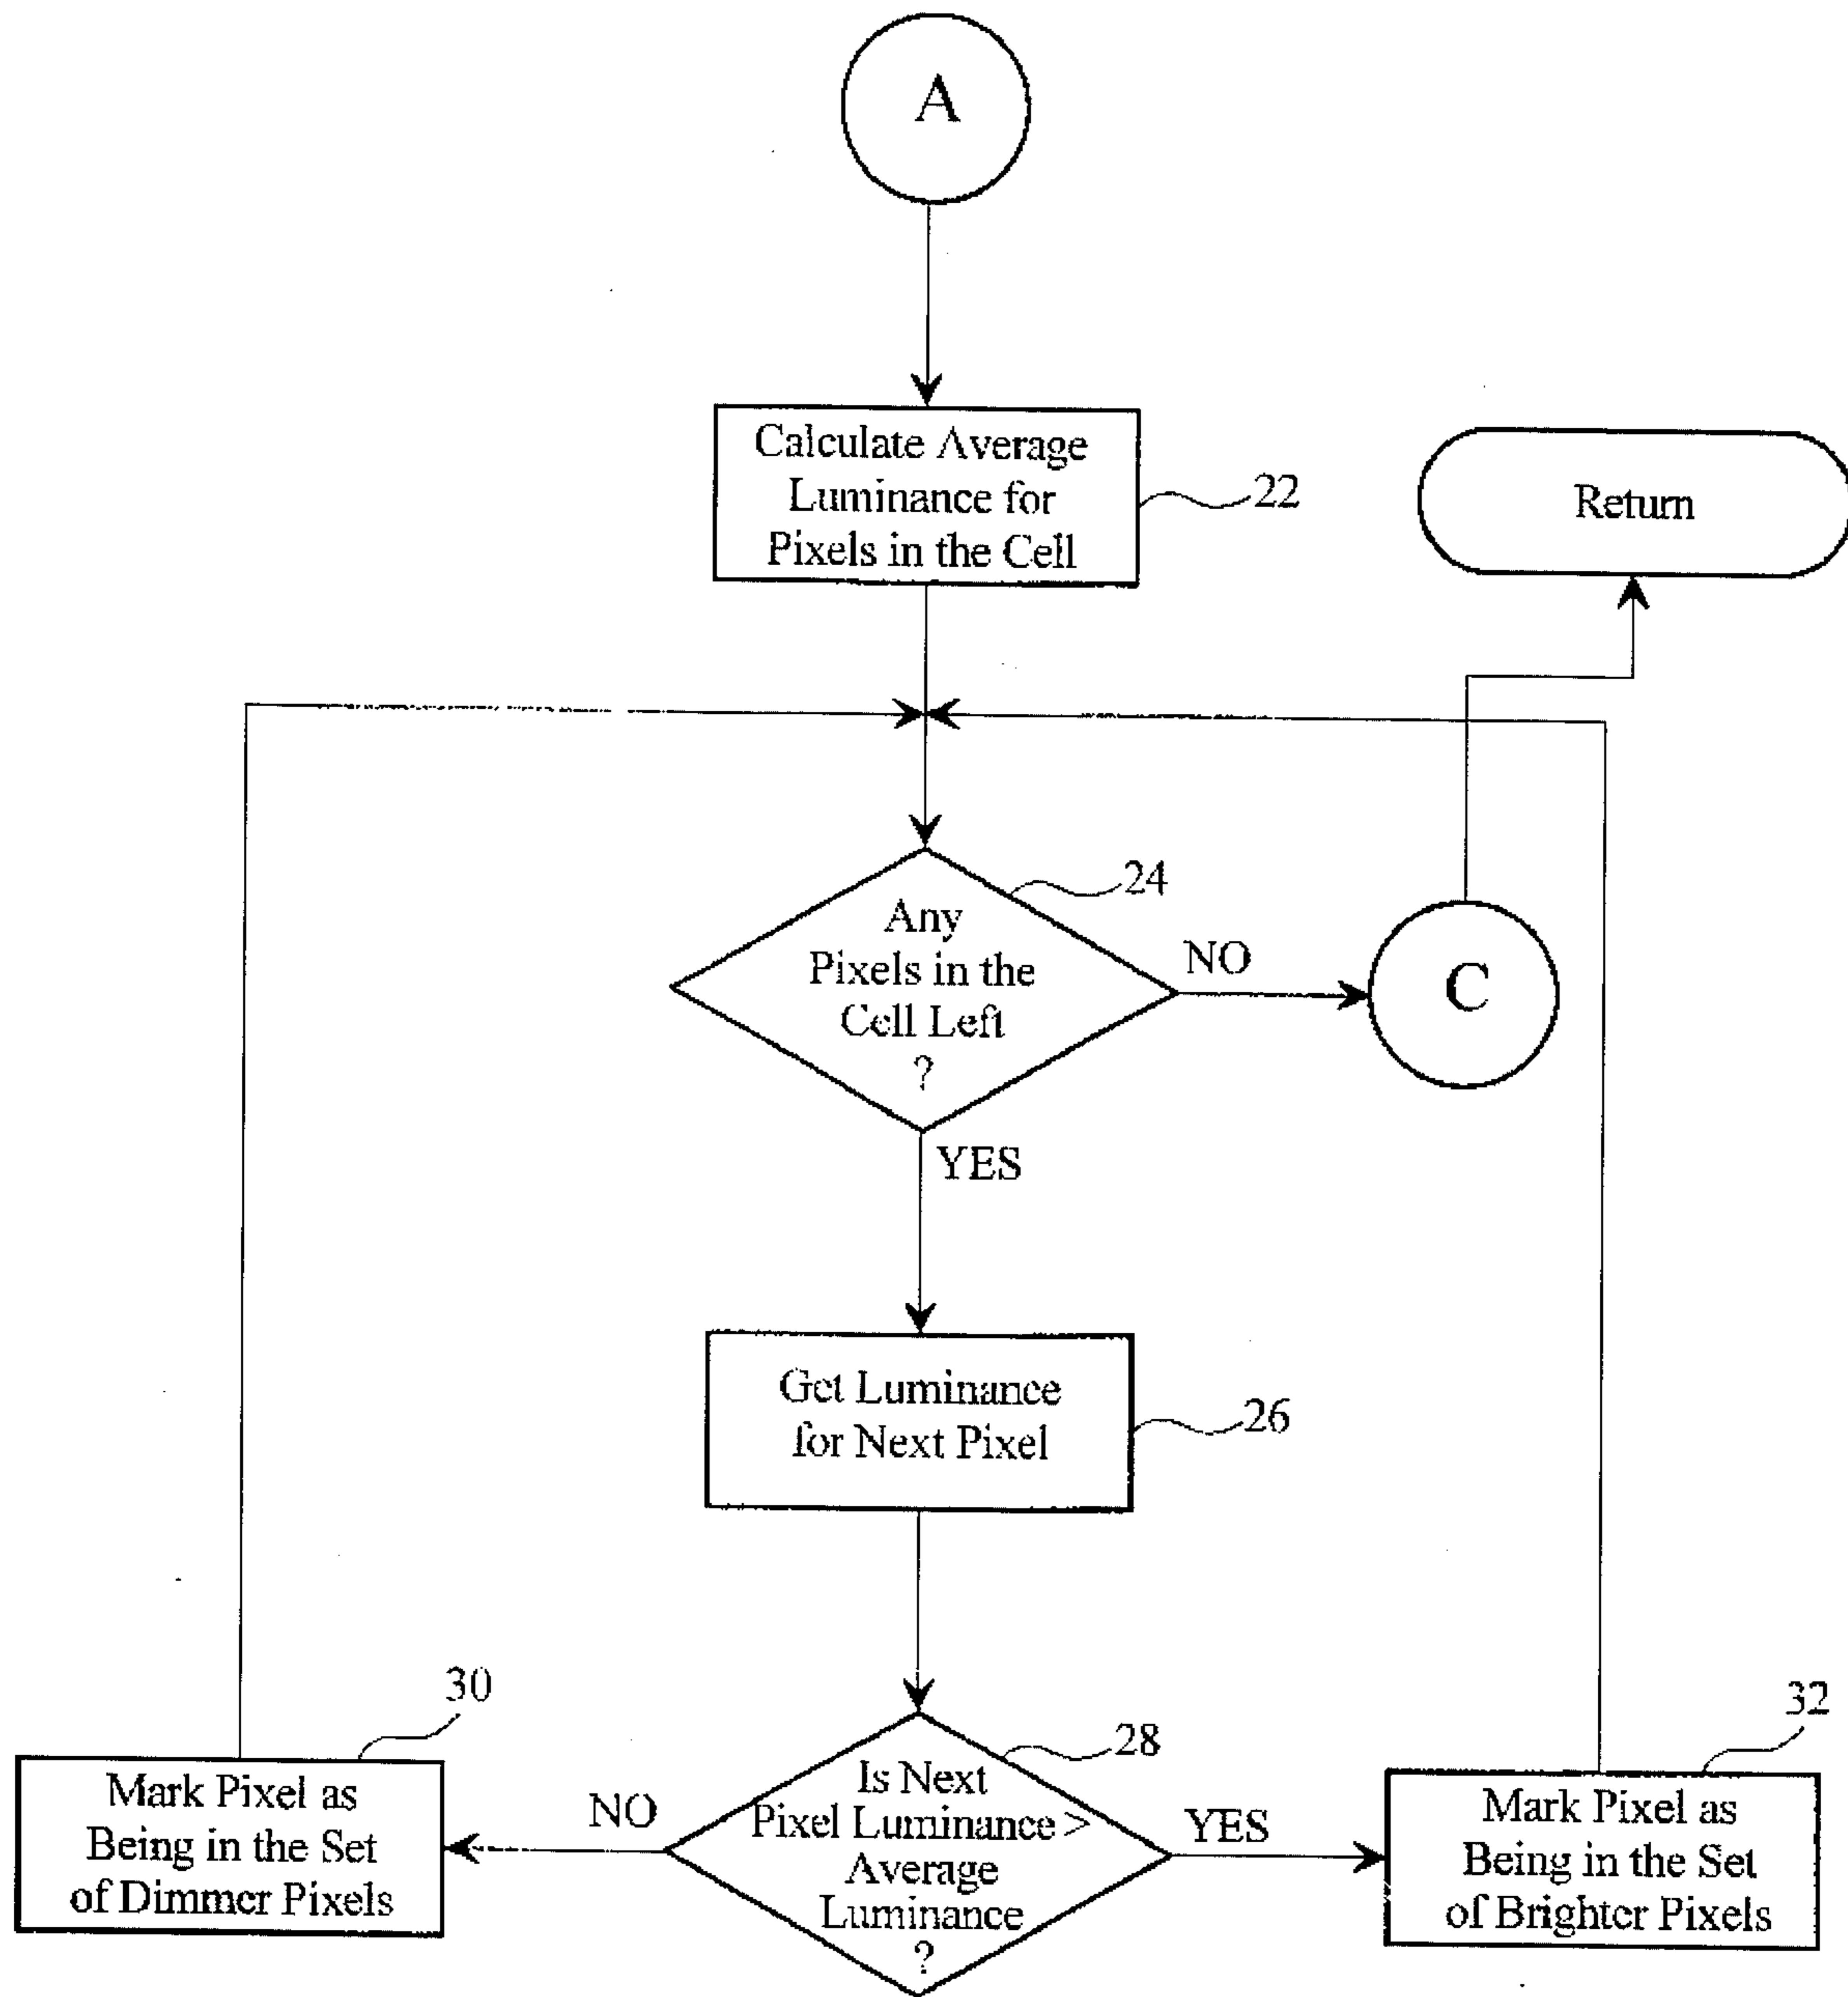 A
Calculate Average
Luminance for
Pixels in the Cell
22
Return
24
Any
Pixels in the
Cell Left
?
NO
C
YES
Get Luminance
for Next Pixel
26
30
Mark Pixel as
Being in the Set
of Dimmer Pixels
NO
28
Is Next
Pixel Luminance >
Average
Luminance
?
YES
32
Mark Pixel as
Being in the Set
of Brighter Pixels